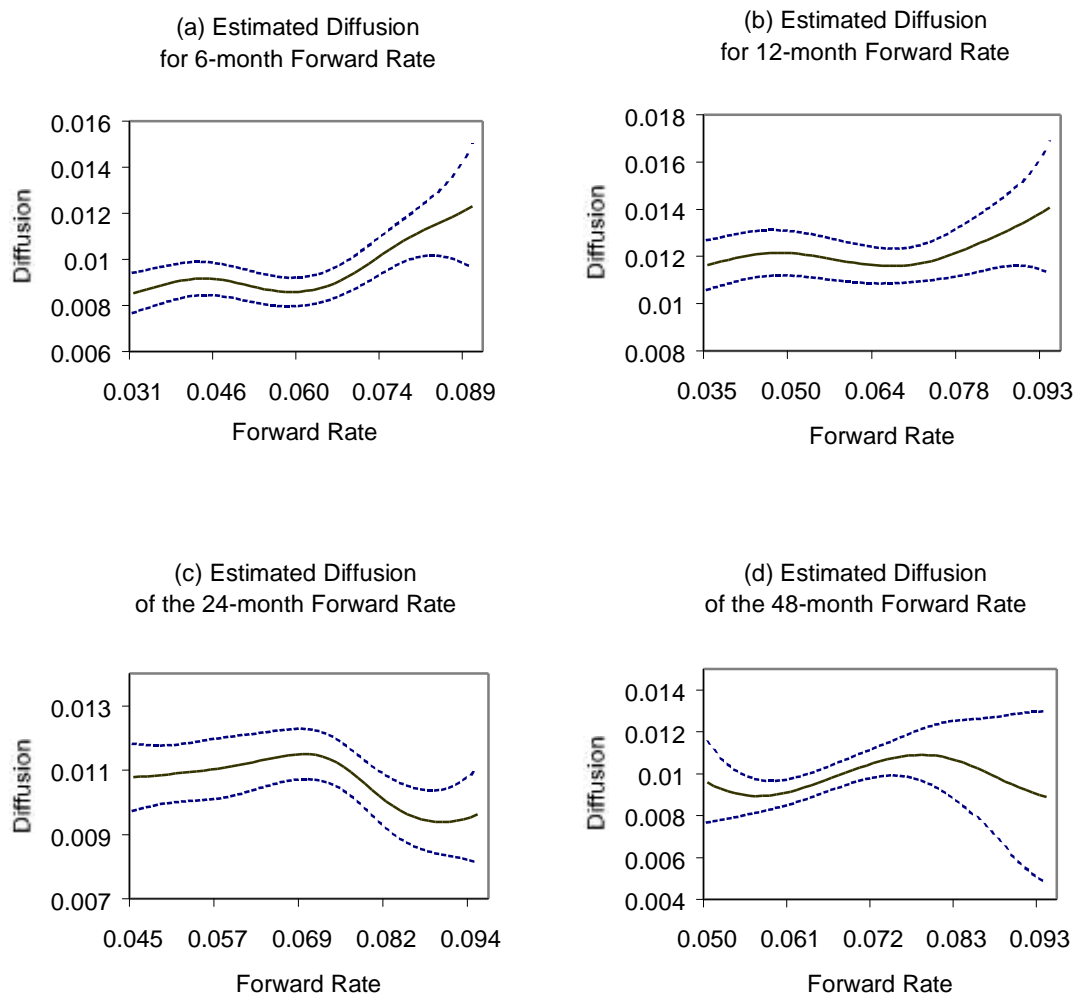 (a) Estimated Diffusion
for 6-month Forward Rate
0.016
0.014
0.012
0.01
0.008
0.006
Diffusion
0.031 0.046 0.060 0.074 0.089
Forward Rate
(b) Estimated Diffusion
for 12-month Forward Rate
0.018
0.016
0.014
0.012
0.01
0.008
Diffusion
0.035 0.050 0.064 0.078 0.093
Forward Rate
(c) Estimated Diffusion
of the 24-month Forward Rate
0.013
0.011
0.009
0.007
Diffusion
0.045 0.057 0.069 0.082 0.094
Forward Rate
(d) Estimated Diffusion
of the 48-month Forward Rate
0.014
0.012
0.01
0.008
0.006
0.004
Diffusion
0.050 0.061 0.072 0.083 0.093
Forward Rate